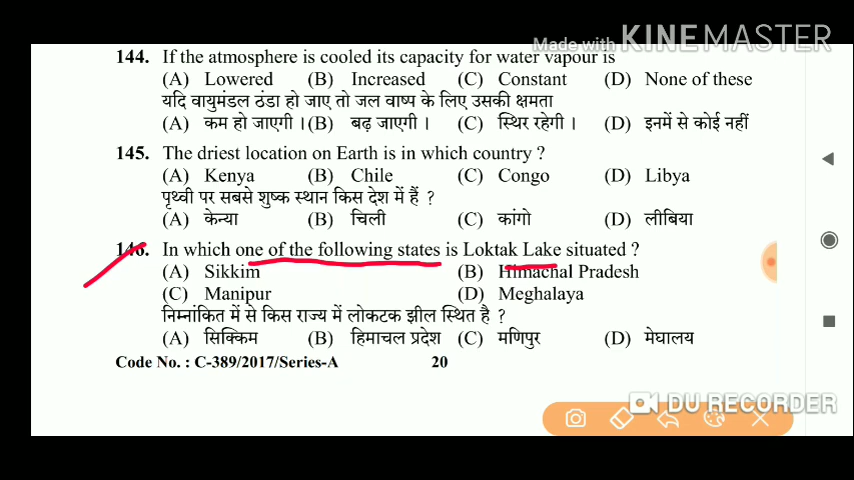 Made with KINEMASTER
144. If the atmosphere is cooled its capacity for water vapour is
(A) Lowered (B) Increased (C) Constant (D) None of these
यदि वायुमंडल ठंडा हो जाए तो जल वाष्प के लिए उसकी क्षमता
(A) कम हो जाएगी । (B) बढ़ जाएगी । (C) स्थिर रहेगी । (D) इनमें से कोई नहीं
145. The driest location on Earth is in which country ?
(A) Kenya (B) Chile (C) Congo (D) Libya
पृथ्वी पर सबसे शुष्क स्थान किस देश में हैं ?
(A) केन्या (B) चिली (C) कांगो (D) लीबिया
146. In which one of the following states is Loktak Lake situated ?
(A) Sikkim (B) Himachal Pradesh
(C) Manipur (D) Meghalaya
निम्नांकित में से किस राज्य में लोकटक झील स्थित है ?
(A) सिक्किम (B) हिमाचल प्रदेश (C) मणिपुर (D) मेघालय
Code No. : C-389/2017/Series-A 20
DU RECORDER